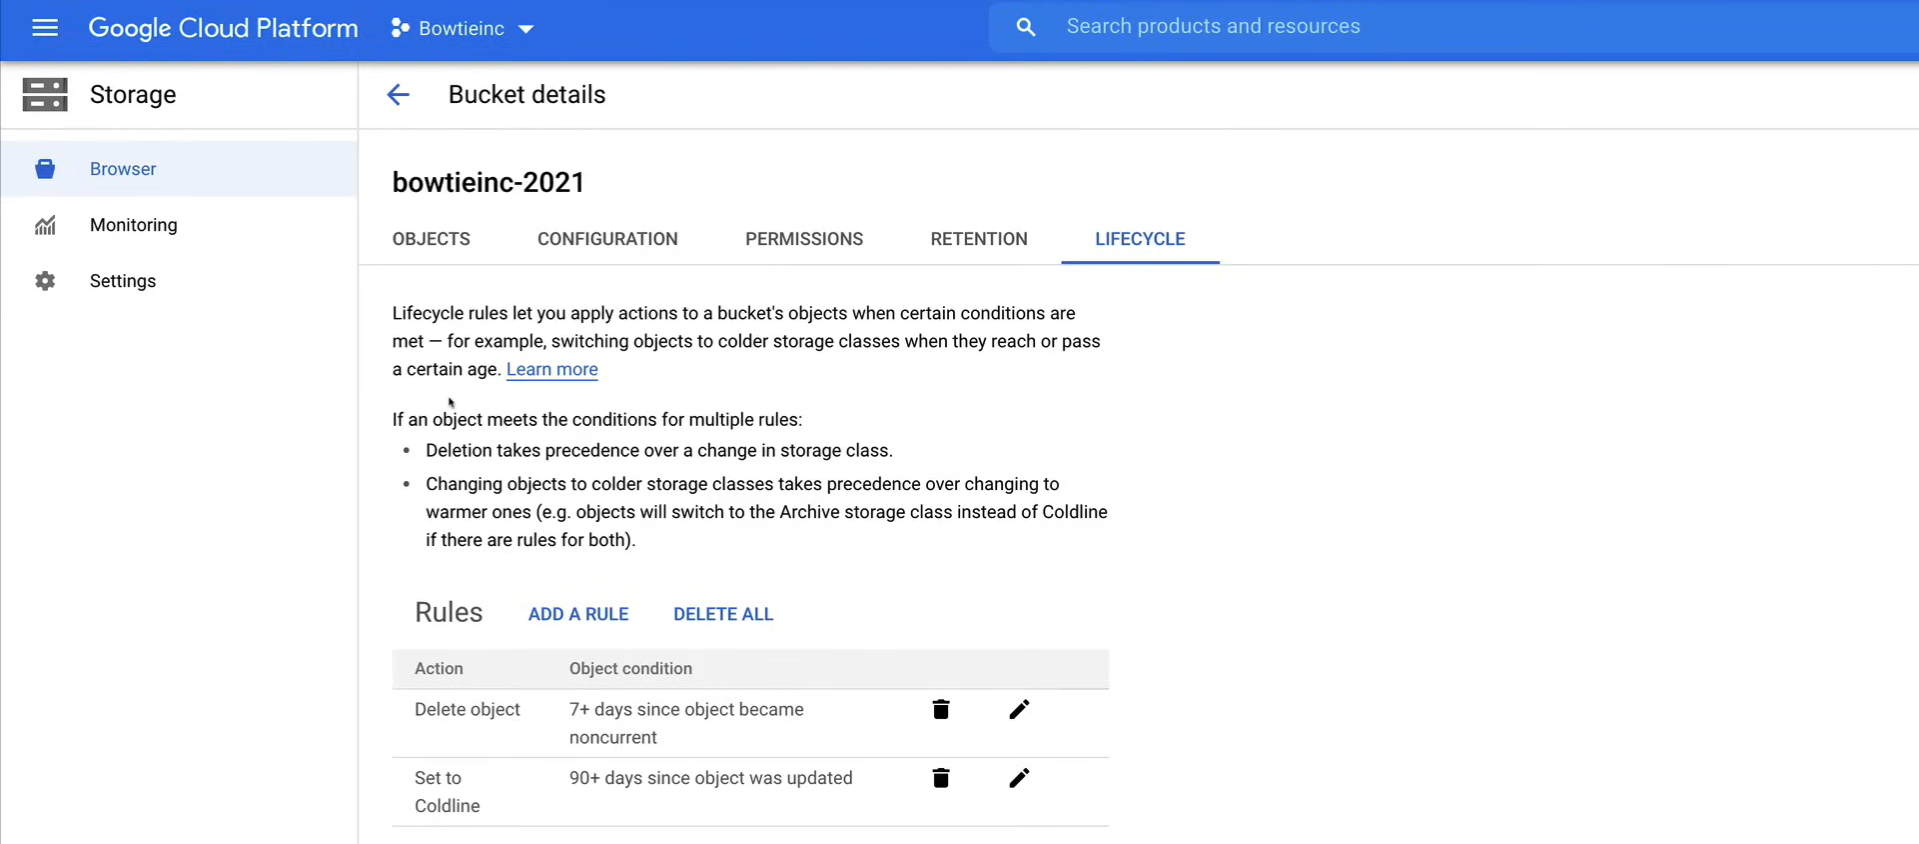 Google Cloud Platform
Bowtieinc
Search products and resources
Storage
Bucket details
Browser
Monitoring
Settings
bowtieinc-2021
OBJECTS
CONFIGURATION
PERMISSIONS
RETENTION
LIFECYCLE
Lifecycle rules let you apply actions to a bucket's objects when certain conditions are
met — for example, switching objects to colder storage classes when they reach or pass
a certain age. Learn more
If an object meets the conditions for multiple rules:
• Deletion takes precedence over a change in storage class.
• Changing objects to colder storage classes takes precedence over changing to
warmer ones (e.g. objects will switch to the Archive storage class instead of Coldline
if there are rules for both).
Rules
ADD A RULE
DELETE ALL
Action
Object condition
Delete object
7+ days since object became
noncurrent
Set to
Coldline
90+ days since object was updated